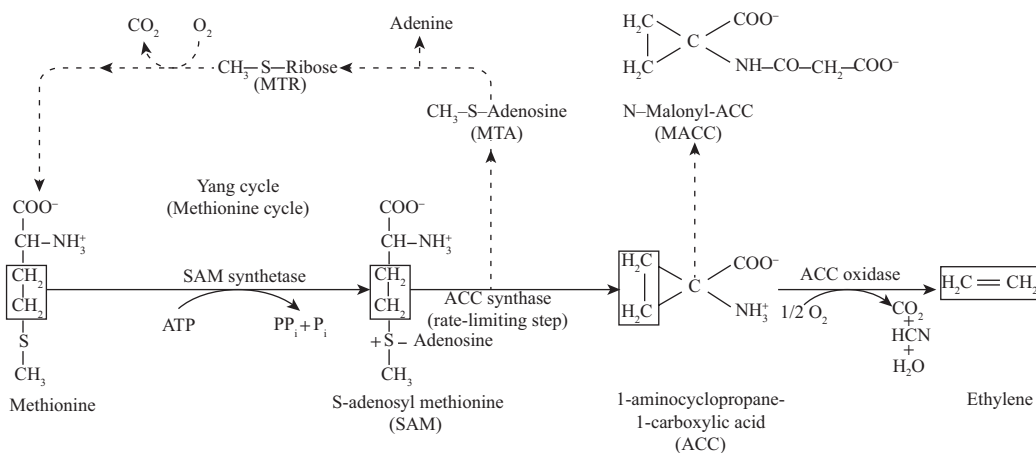 CO2
O2
Adenine
CH3–S–Ribose
(MTR)
CH3–S–Adenosine
(MTA)
H2C
H2C
C
COO−
NH–CO–CH2–COO−
N–Malonyl-ACC
(MACC)
Yang cycle
(Methionine cycle)
COO−
CH–NH3+
CH2
CH2
S
CH3
Methionine
SAM synthetase
ATP
PPi+Pi
COO−
CH–NH3+
CH2
CH2
+S– Adenosine
CH3
S-adenosyl methionine
(SAM)
ACC synthase
(rate-limiting step)
H2C
H2C
C
COO−
NH3+
1-aminocyclopropane-
1-carboxylic acid
(ACC)
ACC oxidase
1/2 O2
CO2
+
HCN
+
H2O
H2C=CH2
Ethylene